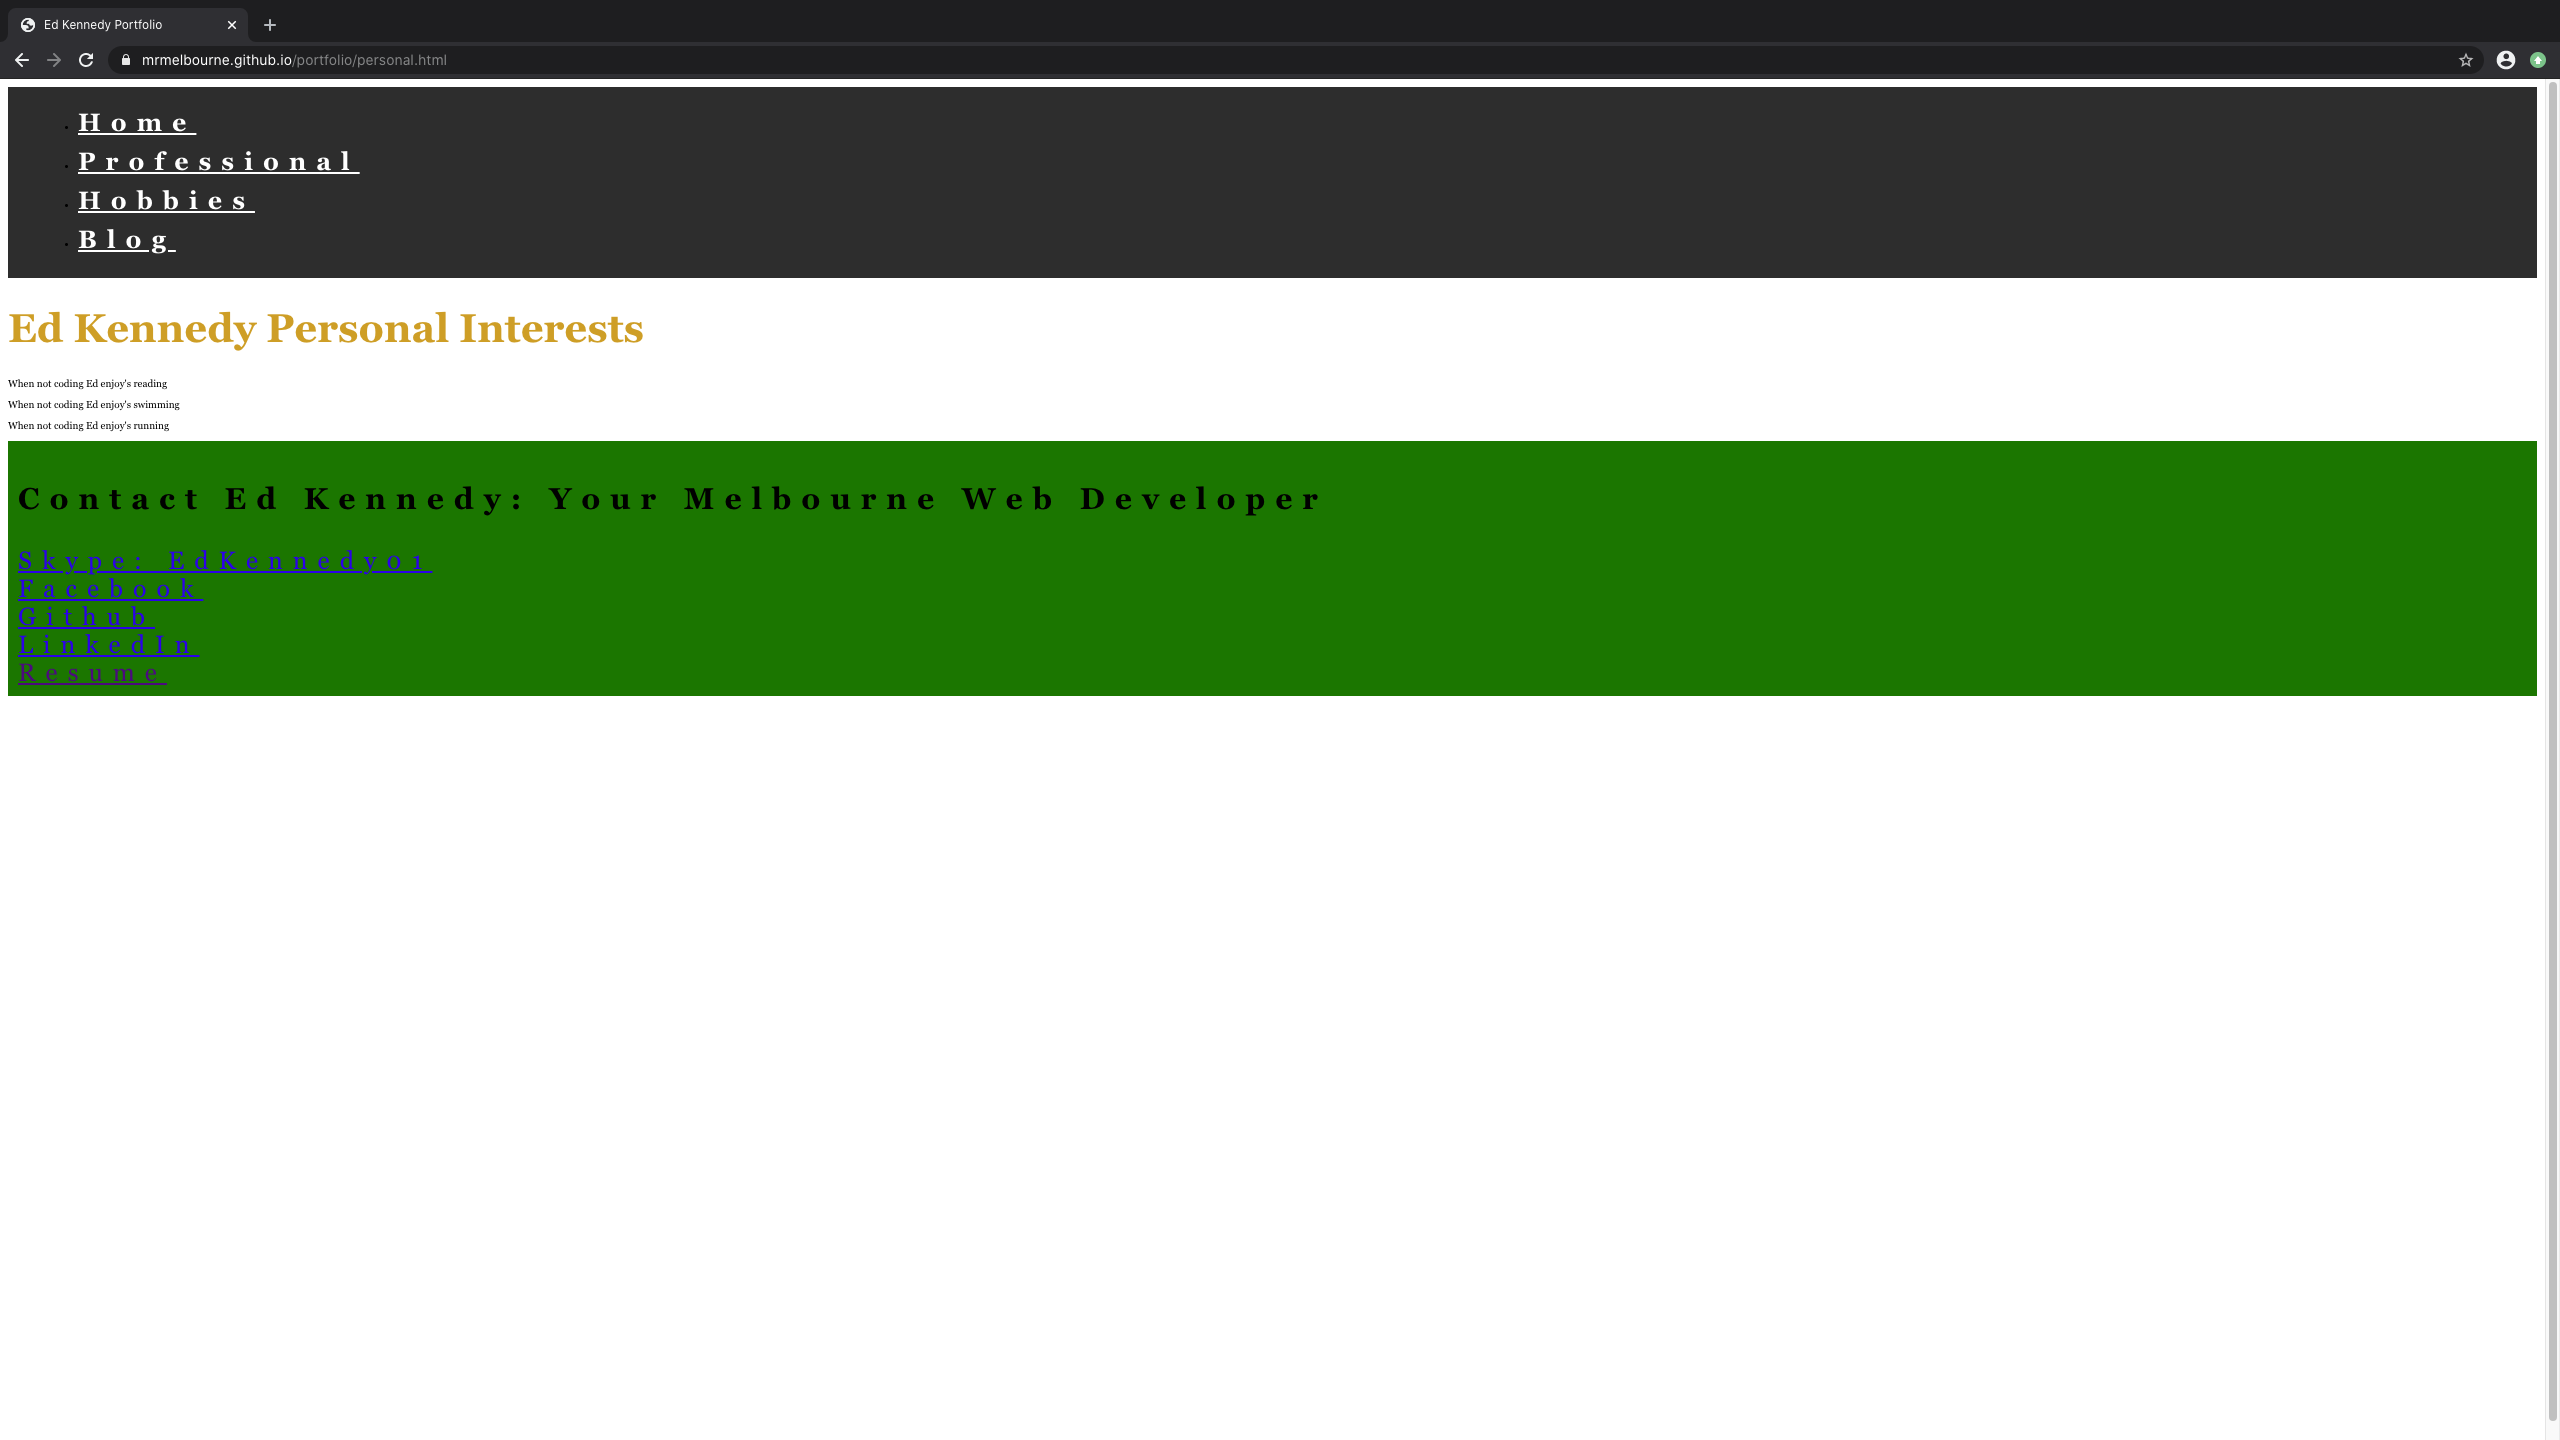 Ed Kennedy Portfolio
mrmelbourne.github.io/portfolio/personal.html
Home
Professional
Hobbies
Blog
Ed Kennedy Personal Interests
When not coding Ed enjoy's reading
When not coding Ed enjoy's swimming
When not coding Ed enjoy's running
Contact Ed Kennedy: Your Melbourne Web Developer
Skype: EdKennedy01
Facebook
Github
LinkedIn
Resume